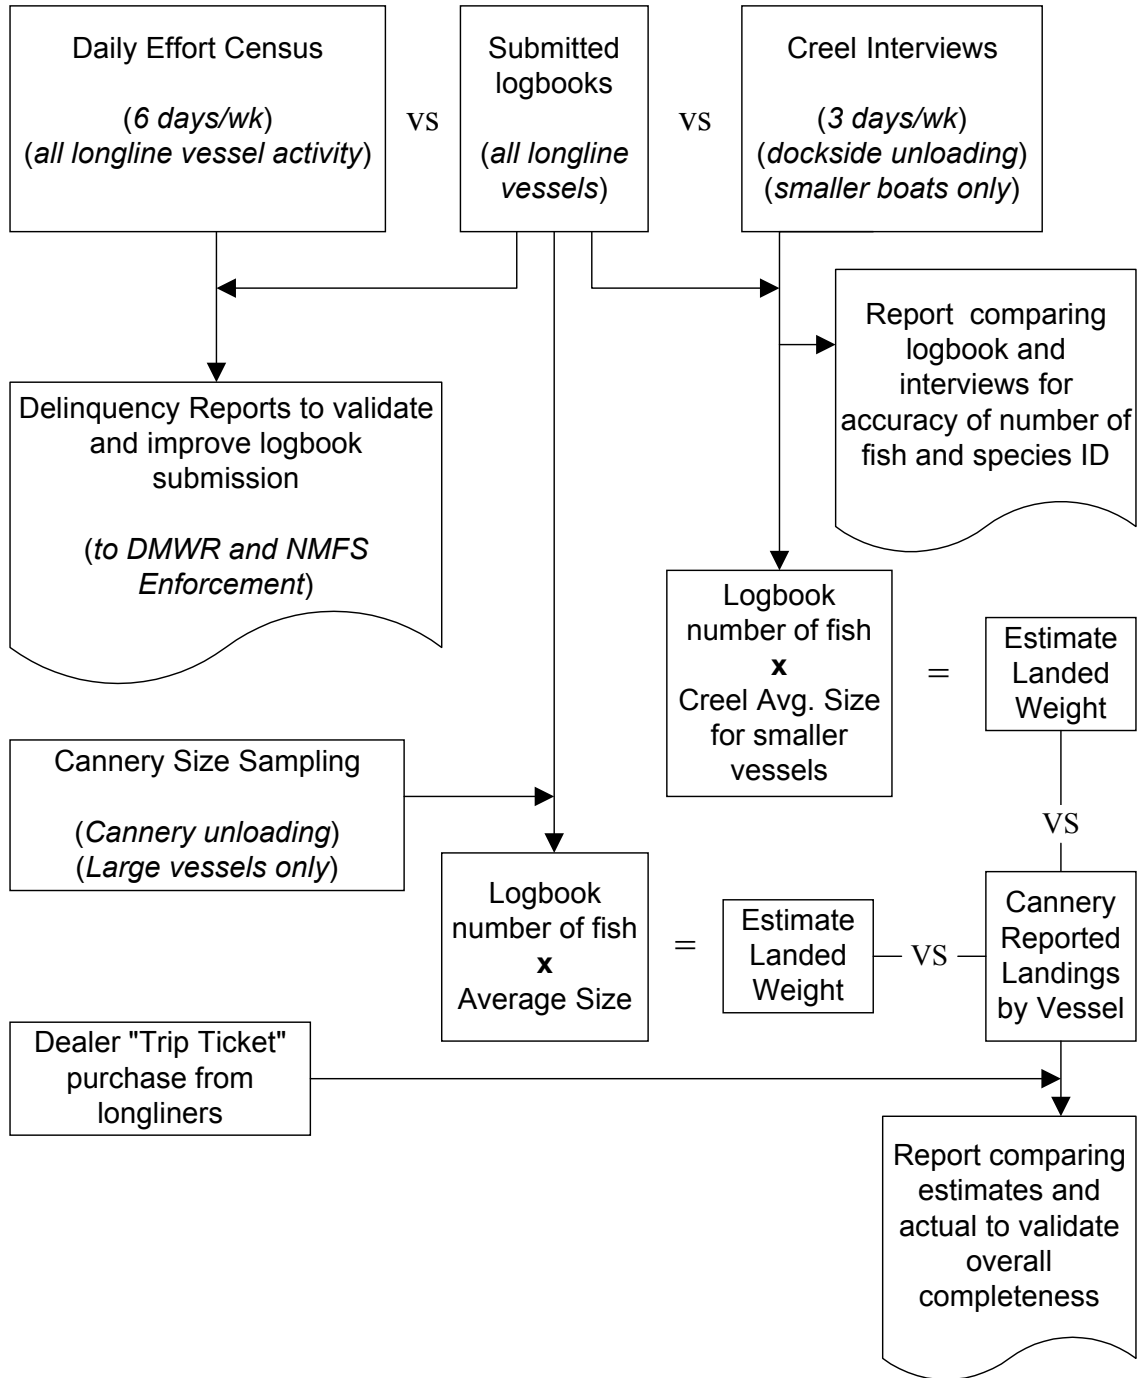 Daily Effort Census
(6 days/wk)
(all longline vessel activity)
vs
Submitted
logbooks
(all longline
vessels)
vs
Creel Interviews
(3 days/wk)
(dockside unloading)
(smaller boats only)
Report comparing
logbook and
interviews for
accuracy of number of
fish and species ID
Delinquency Reports to validate
and improve logbook
submission
(to DMWR and NMFS
Enforcement)
Logbook
number of fish
x
Creel Avg. Size
for smaller
vessels
=
Estimate
Landed
Weight
VS
Cannery Size Sampling
(Cannery unloading)
(Large vessels only)
Logbook
number of fish
x
Average Size
=
Estimate
Landed
Weight
VS
Cannery
Reported
Landings
by Vessel
Dealer "Trip Ticket"
purchase from
longliners
Report comparing
estimates and
actual to validate
overall
completeness